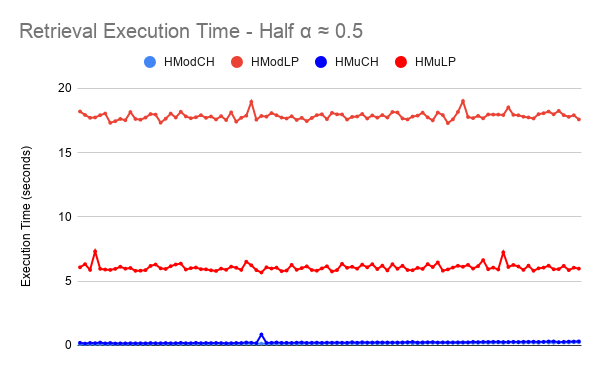 Retrieval Execution Time - Half α ≈ 0.5
HModCH HModLP HMuCH HMuLP
20
15
10
5
0
Execution Time (seconds)